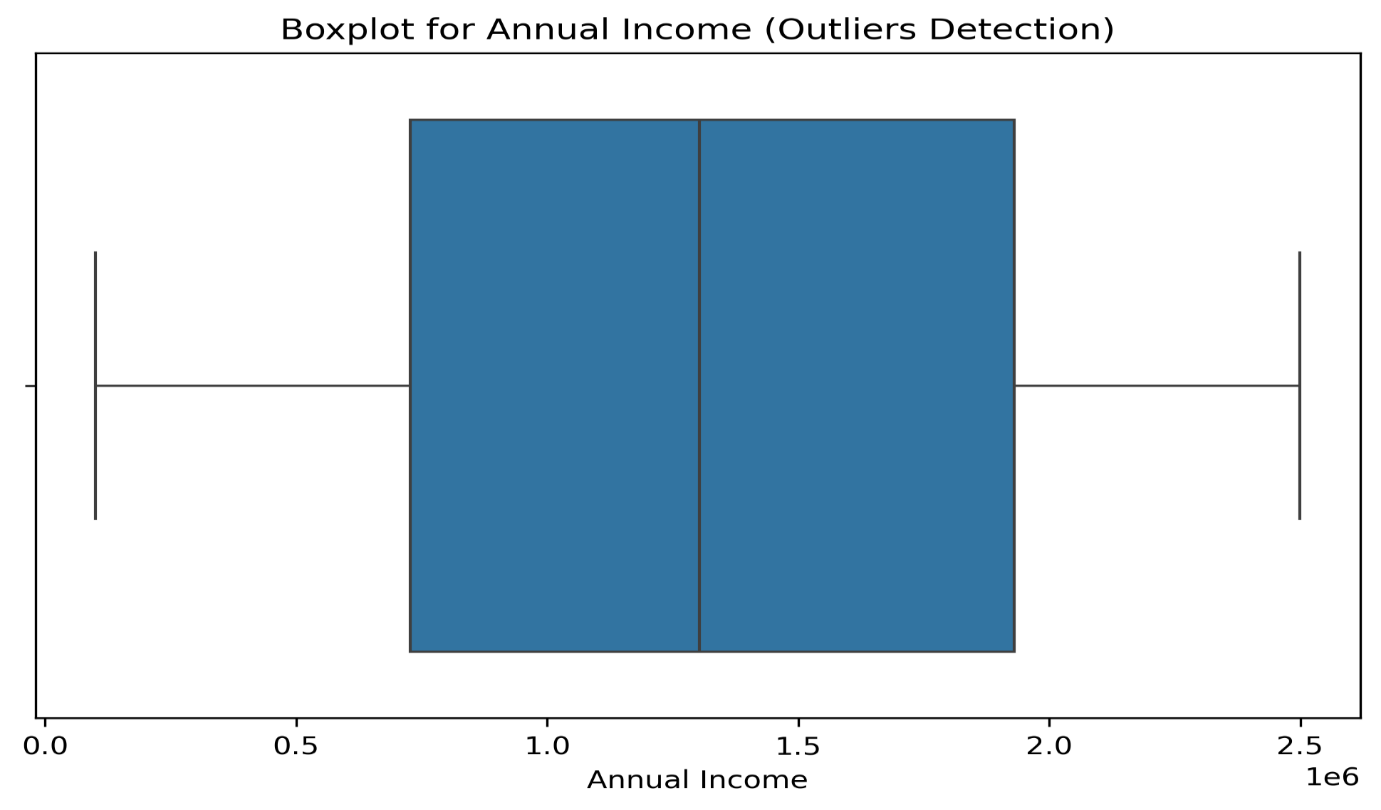 Boxplot for Annual Income (Outliers Detection)
0.0 0.5 1.0 1.5 2.0 2.5
1e6
Annual Income